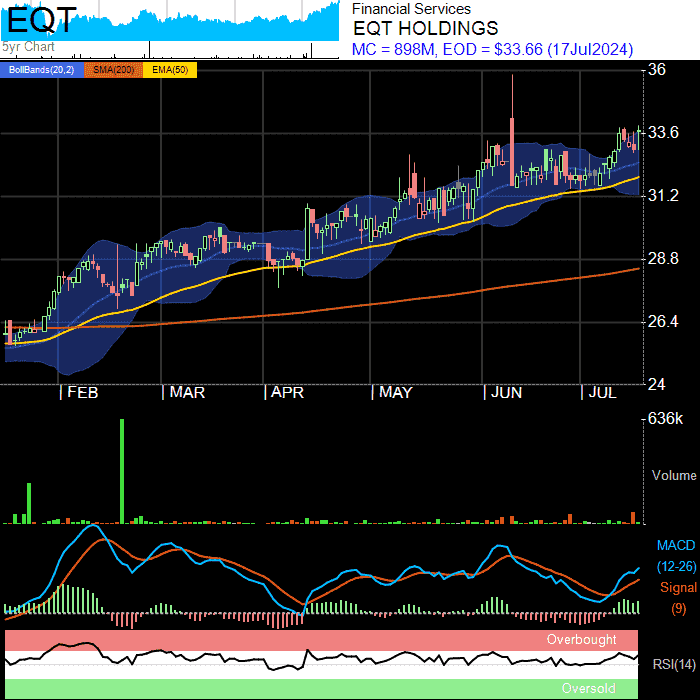 EQT
5yr Chart
Financial Services
EQT HOLDINGS
MC = 898M, EOD = $33.66 (17Jul2024)
BollBands(20,2) SMA(200) EMA(50)
36
33.6
31.2
28.8
26.4
24
FEB MAR APR MAY JUN JUL
636k
Volume
MACD
(12-26)
Signal
(9)
Overbought
RSI(14)
Oversold